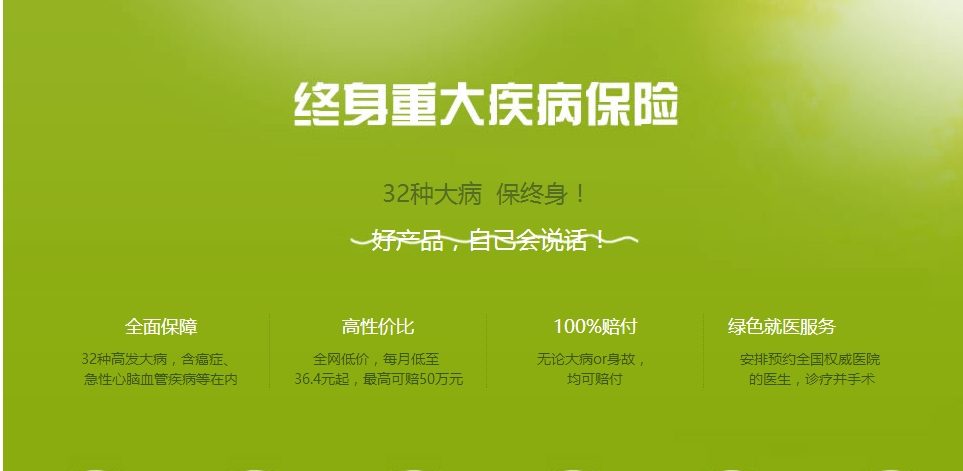 终身重大疾病保险
32种大病 保终身！
好产品，自己会说话！
全面保障
32种高发大病，含癌症、
急性心脑血管疾病等在内
高性价比
全网低价，每月低至
36.4元起，最高可赔50万元
100%赔付
无论大病or身故，
均可赔付
绿色就医服务
安排预约全国权威医院
的医生，诊疗并手术